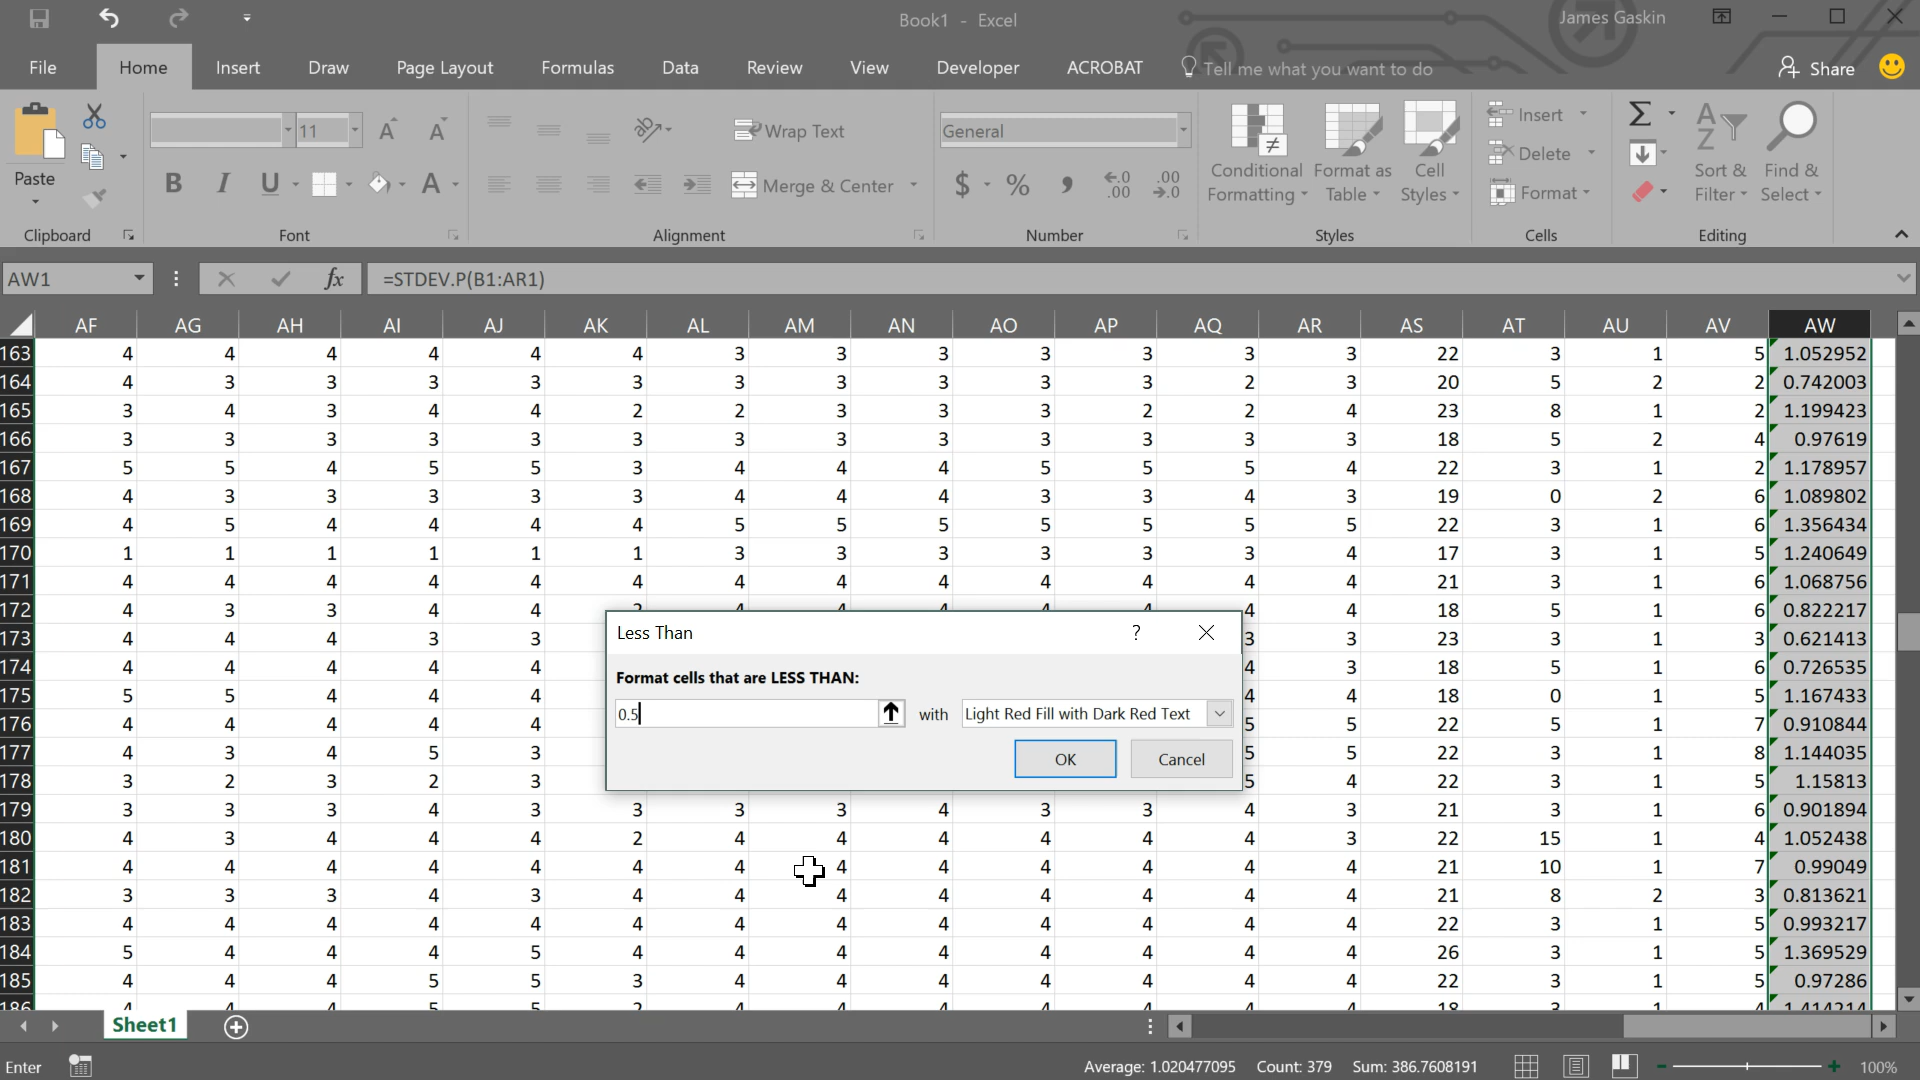 Book1 - Excel
James Gaskin
File Home Insert Draw Page Layout Formulas Data Review View Developer ACROBAT Tell me what you want to do Share
Paste
Clipboard
11
B I U A
Font
Wrap Text
Merge & Center
Alignment
General
$ % ,
Number
Conditional Formatting
Format as Table
Cell Styles
Styles
Insert
Delete
Format
Cells
Sort & Filter
Find & Select
Editing
AW1 fx =STDEV.P(B1:AR1)
AF AG AH AI AJ AK AL AM AN AO AP AQ AR AS AT AU AV AW
163 4 4 4 4 4 4 3 3 3 3 3 3 3 22 3 1 5 1.052952
164 4 3 3 3 3 3 3 3 3 3 3 2 3 20 5 2 2 0.742003
165 3 4 3 4 4 2 2 3 3 3 2 2 4 23 8 1 2 1.199423
166 3 3 3 3 3 3 3 3 3 3 3 3 3 18 5 2 4 0.97619
167 5 5 4 5 5 3 4 4 4 5 5 5 4 22 3 1 2 1.178957
168 4 3 3 3 3 3 4 4 4 3 3 4 3 19 0 2 6 1.089802
169 4 5 4 4 4 4 5 5 5 5 5 5 5 22 3 1 6 1.356434
170 1 1 1 1 1 1 3 3 3 3 3 3 4 17 3 1 5 1.240649
171 4 4 4 4 4 4 4 4 4 4 4 4 4 21 3 1 6 1.068756
172 4 3 3 4 4 2 4 4 4 4 4 4 4 18 5 1 6 0.822217
173 4 4 4 3 3 3 3 23 3 1 3 0.621413
174 4 4 4 4 4 4 3 18 5 1 6 0.726535
175 5 5 4 4 4 4 4 18 0 1 5 1.167433
176 4 4 4 4 4 5 5 22 5 1 7 0.910844
177 4 3 4 5 3 5 5 22 3 1 8 1.144035
178 3 2 3 2 3 5 4 22 3 1 5 1.15813
179 3 3 3 4 4 3 3 3 4 3 3 4 3 21 3 1 6 0.901894
180 4 3 4 4 4 2 4 4 4 4 4 4 3 22 15 1 4 1.052438
181 4 4 4 4 4 4 4 4 4 4 4 4 4 21 10 1 7 0.99049
182 3 3 3 4 3 4 4 4 4 4 4 4 4 21 8 2 3 0.813621
183 4 4 4 4 4 4 4 4 4 4 4 4 4 22 3 1 5 0.993217
184 5 4 4 4 5 4 4 4 4 4 4 4 4 26 3 1 5 1.369529
185 4 4 4 5 5 3 4 4 4 4 4 4 4 22 3 1 5 0.97286
186 4 4 4 5 5 2 4 4 4 4 4 4 4 18 3 1 4 1.414214
Less Than ?
Format cells that are LESS THAN:
0.5 with Light Red Fill with Dark Red Text
OK Cancel
Sheet1
Enter Average: 1.020477095 Count: 379 Sum: 386.7608191 100%